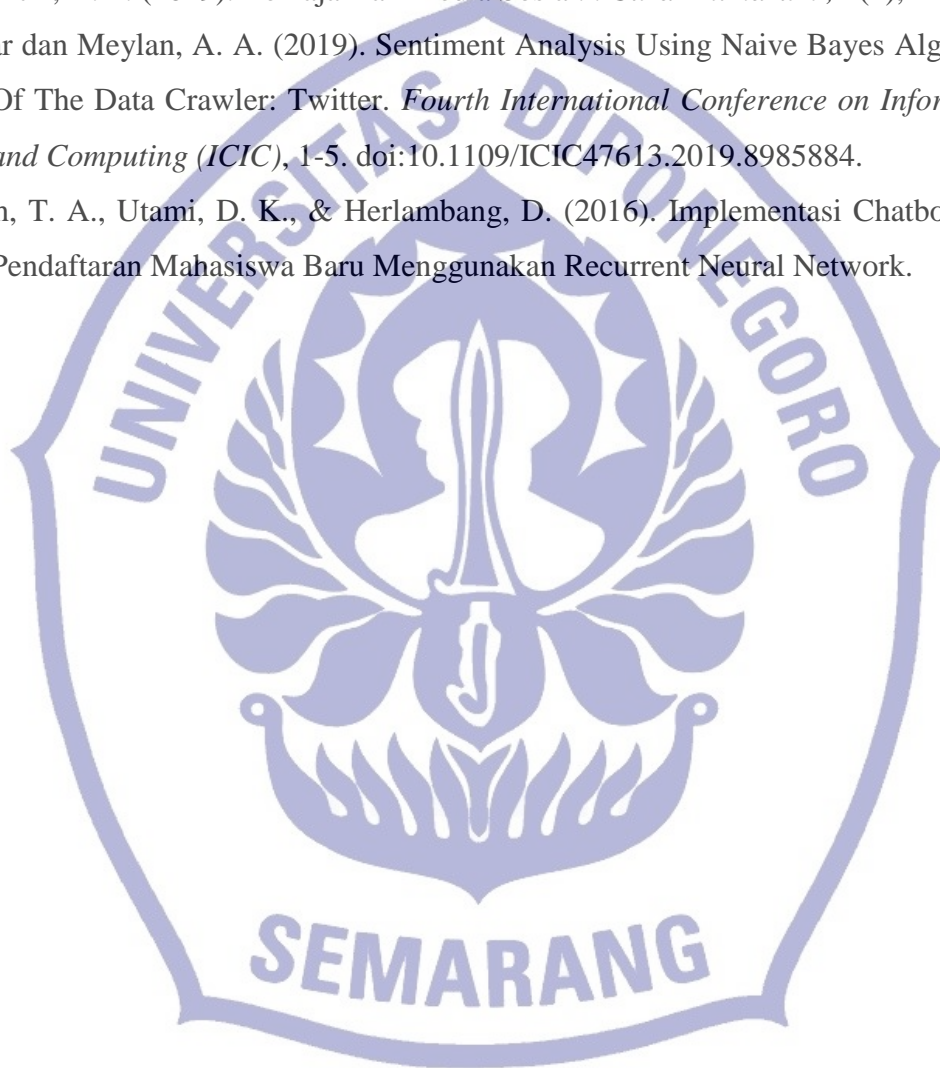 ar dan Meylan, A. A. (2019). Sentiment Analysis Using Naive Bayes Alg
Of The Data Crawler: Twitter. Fourth International Conference on Infor
and Computing (ICIC), 1-5. doi:10.1109/ICIC47613.2019.8985884.
n, T. A., Utami, D. K., & Herlambang, D. (2016). Implementasi Chatbo
Pendaftaran Mahasiswa Baru Menggunakan Recurrent Neural Network.
UNIVERSITAS DIPONEGORO
SEMARANG